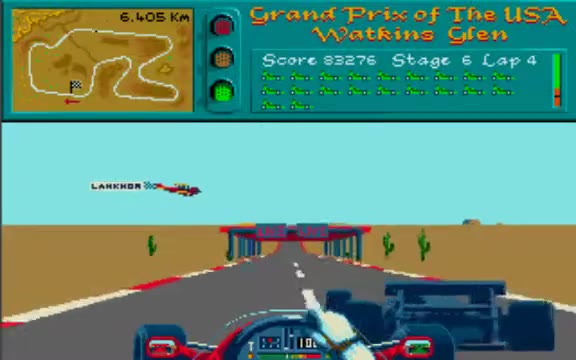 6.405 Km
Grand Prix of The USA
Watkins Glen
Score 83276 Stage 6 Lap 4
LANKHOR